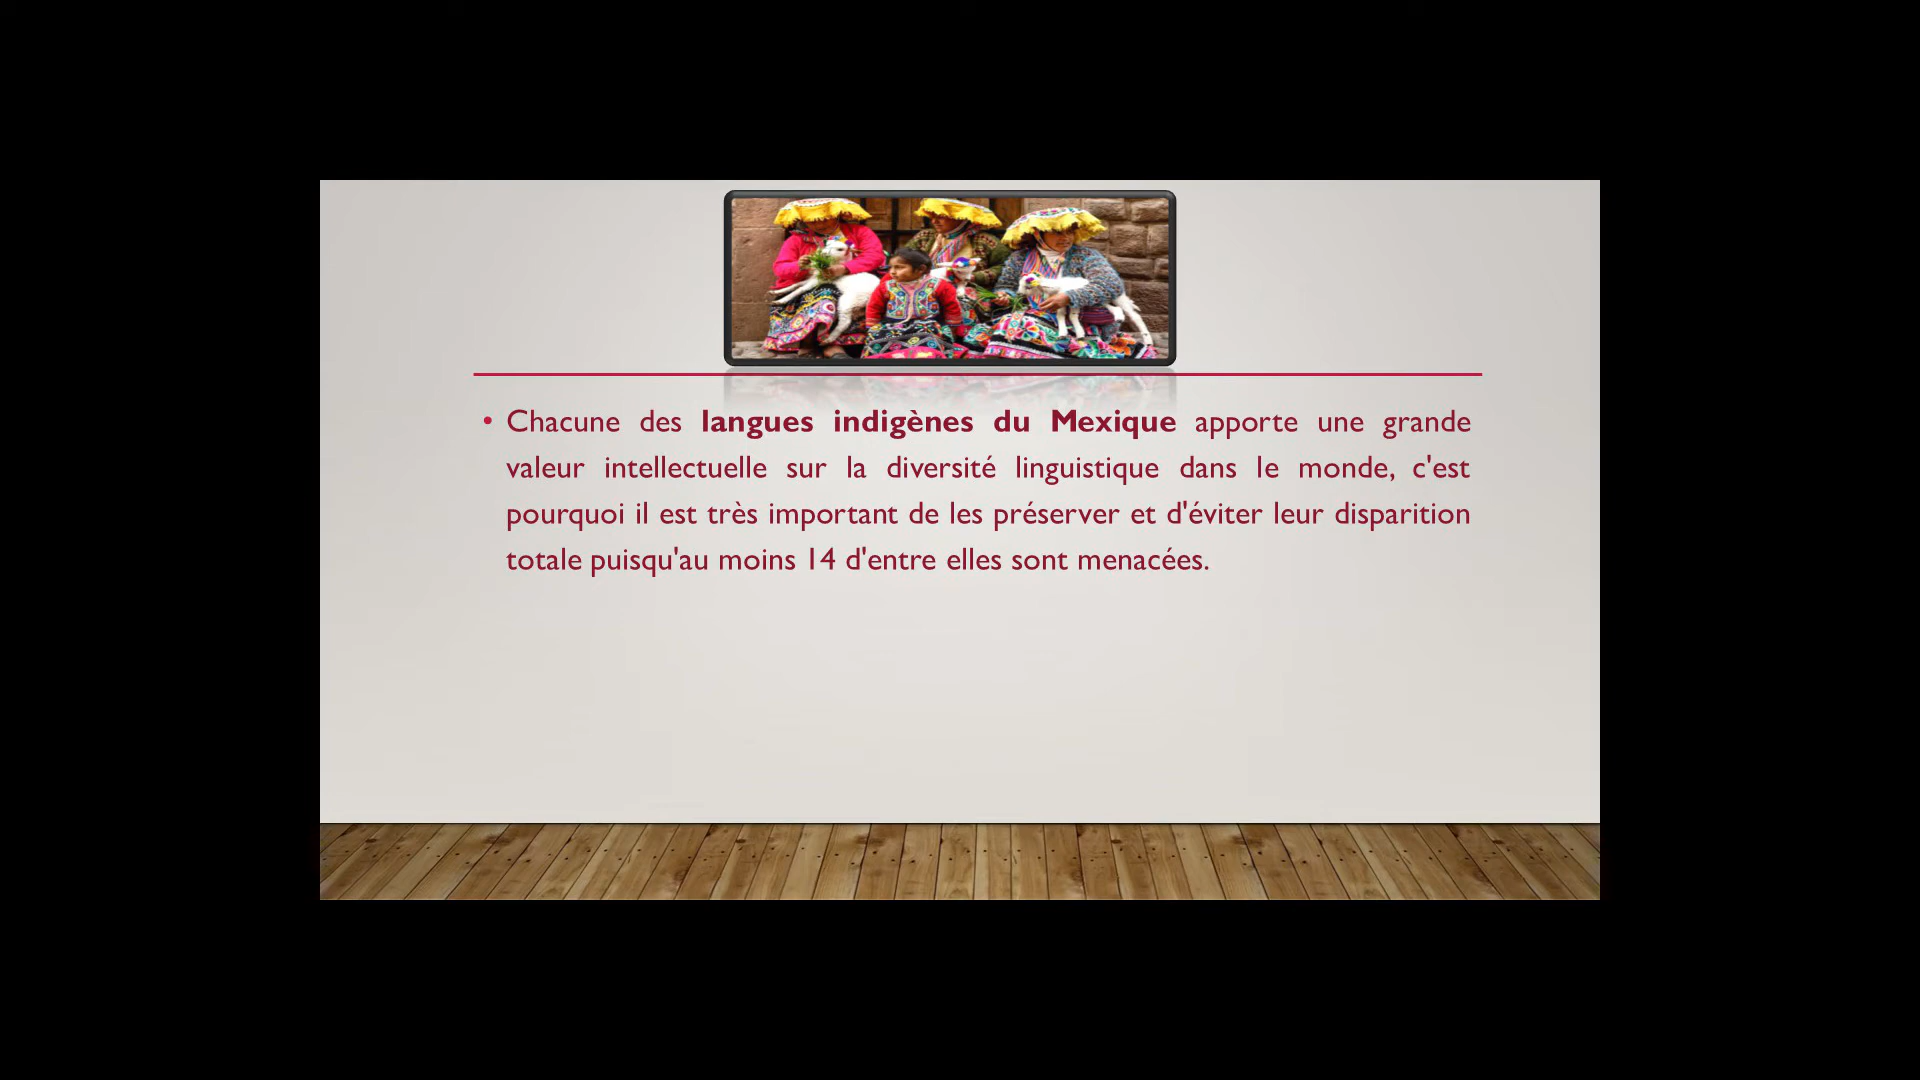 • Chacune des langues indigènes du Mexique apporte une grande
valeur intellectuelle sur la diversité linguistique dans le monde, c'est
pourquoi il est très important de les préserver et d'éviter leur disparition
totale puisqu'au moins 14 d'entre elles sont menacées.